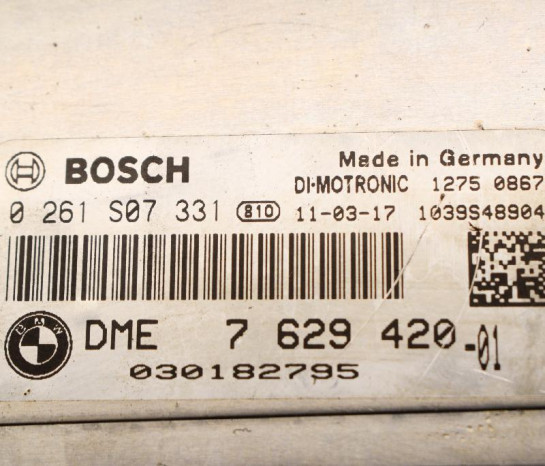 BOSCH
Made in Germany
DI-MOTRONIC 1275 0867
0 261 S07 331 810 11-03-17 1039S48904
BMW
DME 7 629 420-01
030182795